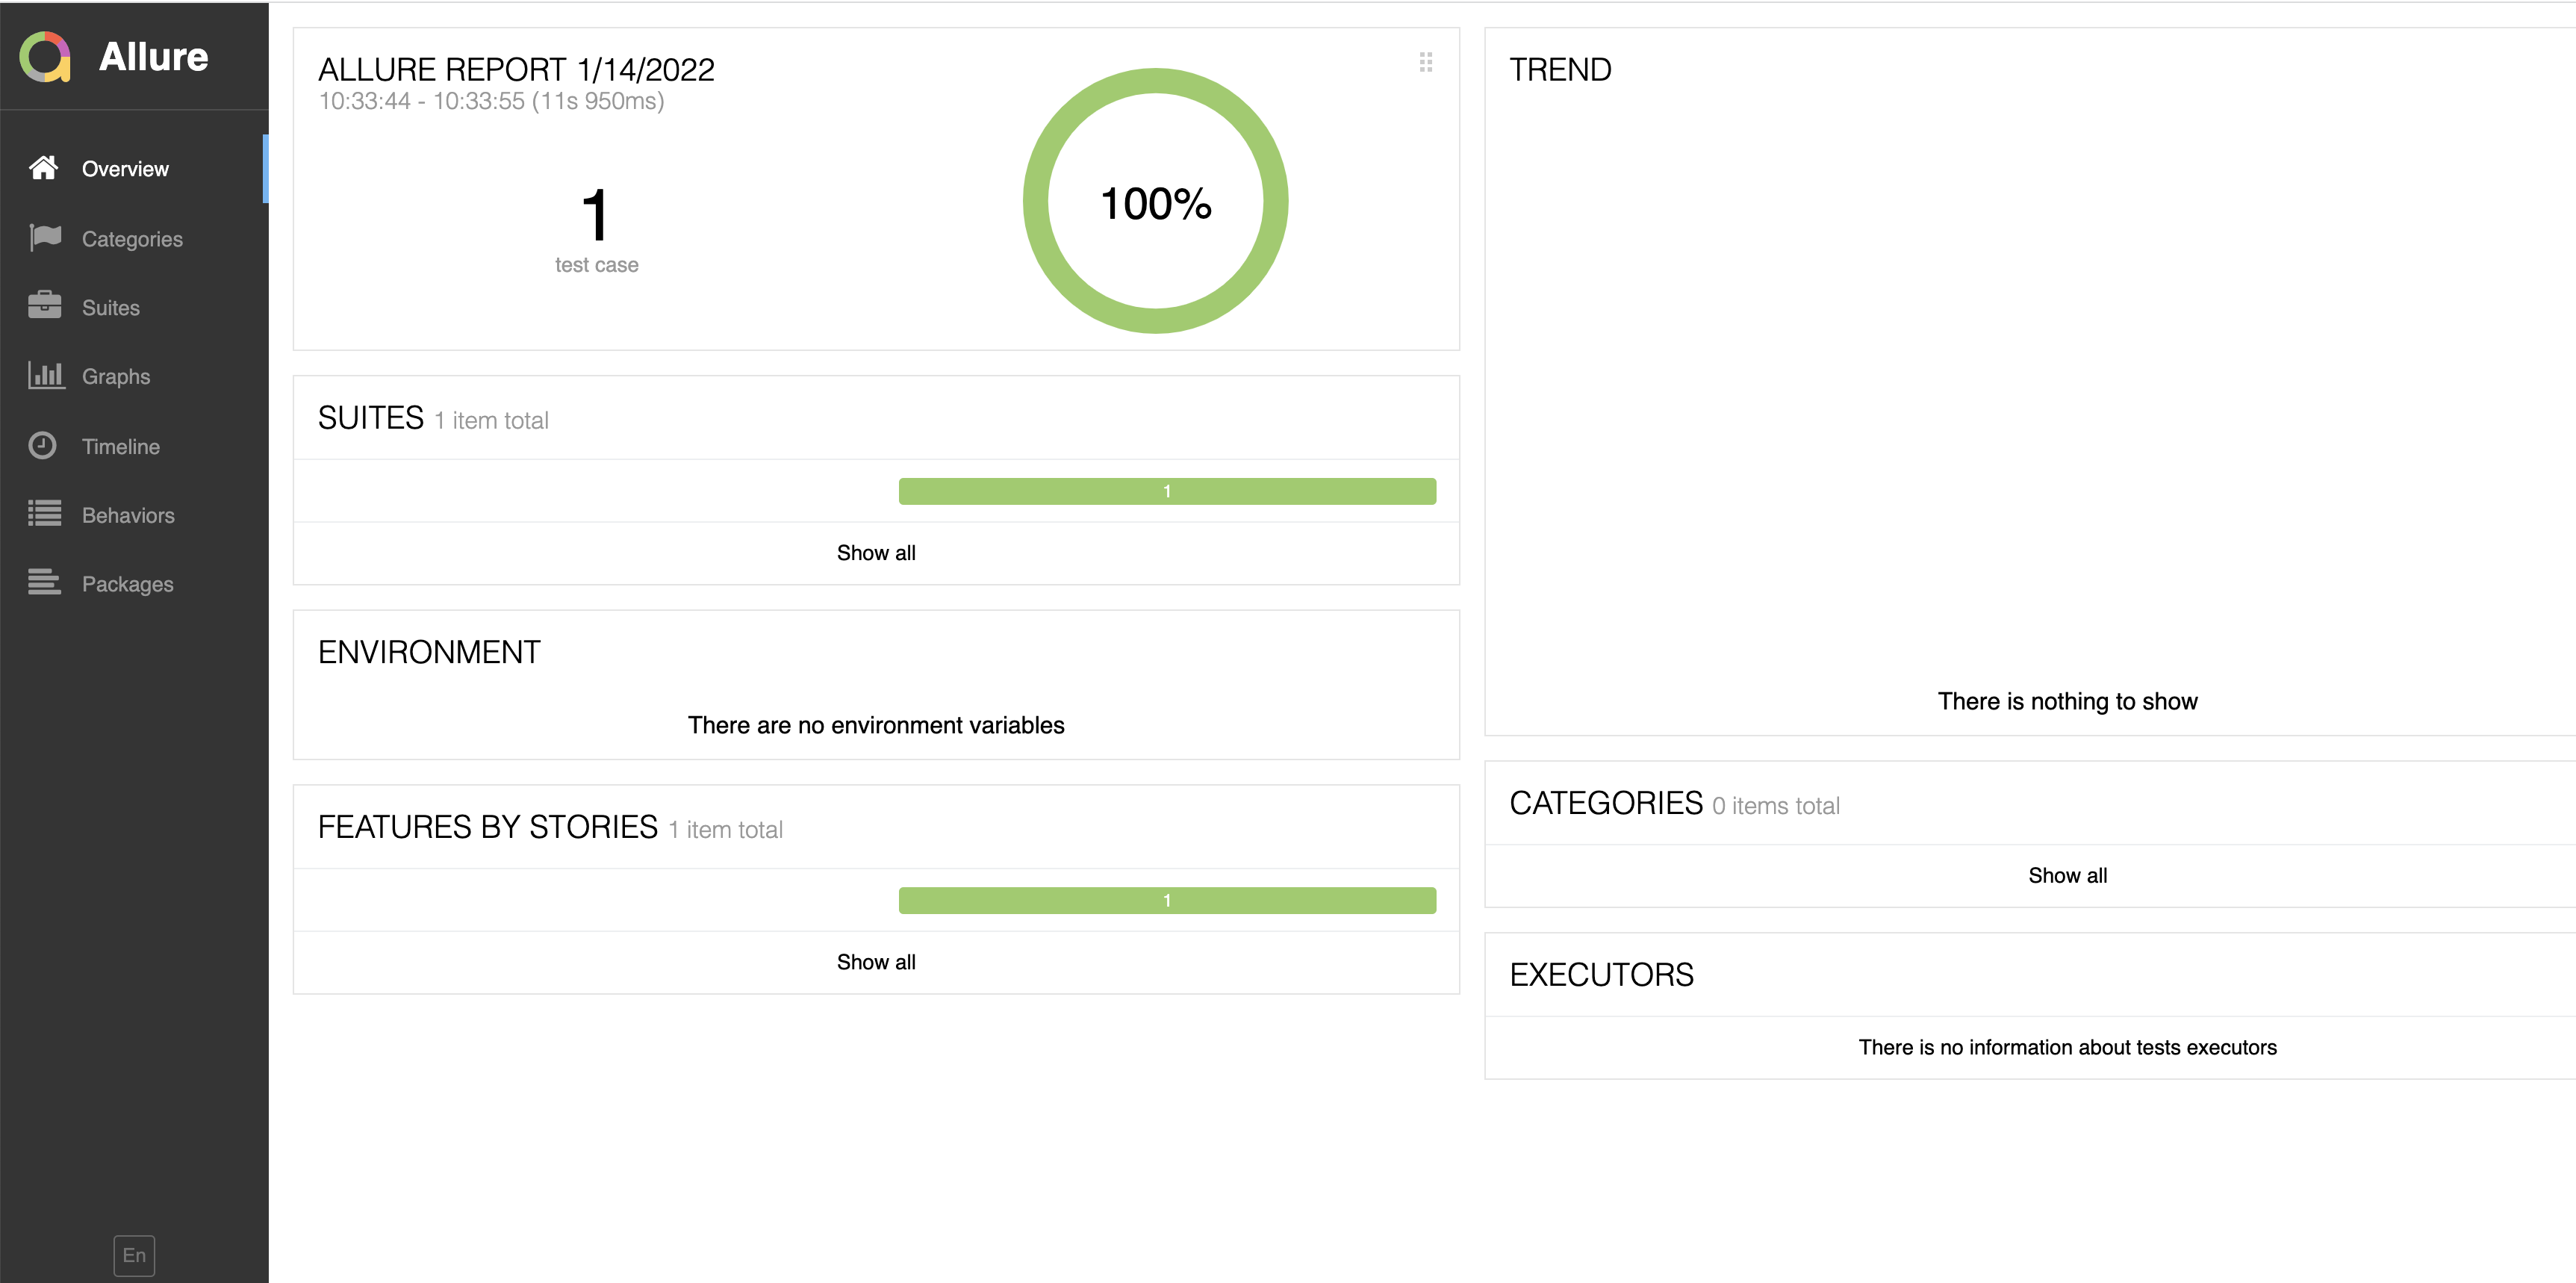 Allure
Overview
Categories
Suites
Graphs
Timeline
Behaviors
Packages
En
ALLURE REPORT 1/14/2022
10:33:44 - 10:33:55 (11s 950ms)
1
test case
100%
SUITES 1 item total
1
Show all
ENVIRONMENT
There are no environment variables
FEATURES BY STORIES 1 item total
1
Show all
TREND
There is nothing to show
CATEGORIES 0 items total
Show all
EXECUTORS
There is no information about tests executors